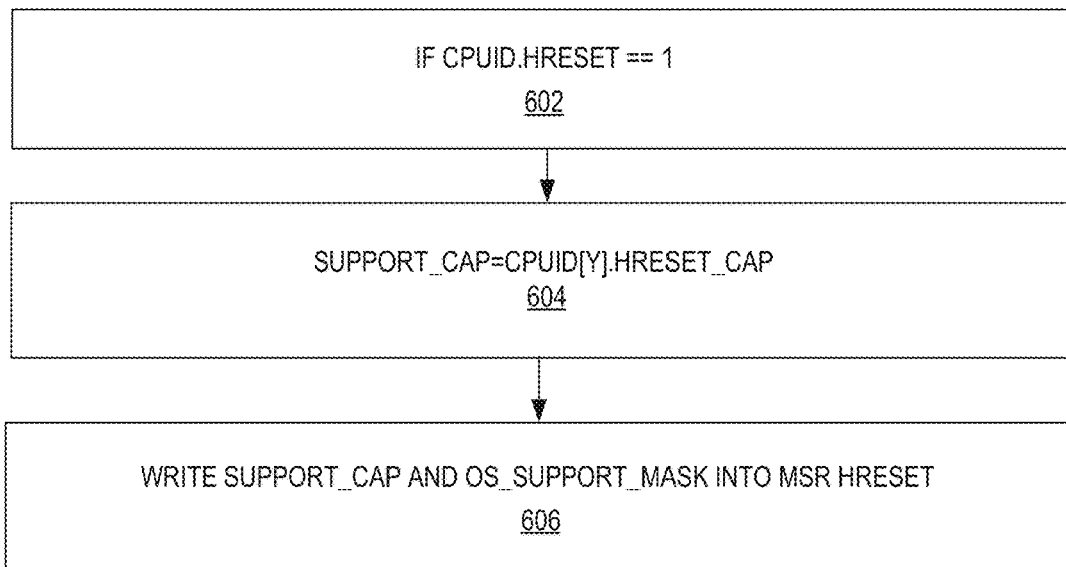 IF CPUID.HRESET == 1
602
SUPPORT_CAP=CPUID[Y].HRESET_CAP
604
WRITE SUPPORT_CAP AND OS_SUPPORT_MASK INTO MSR HRESET
606